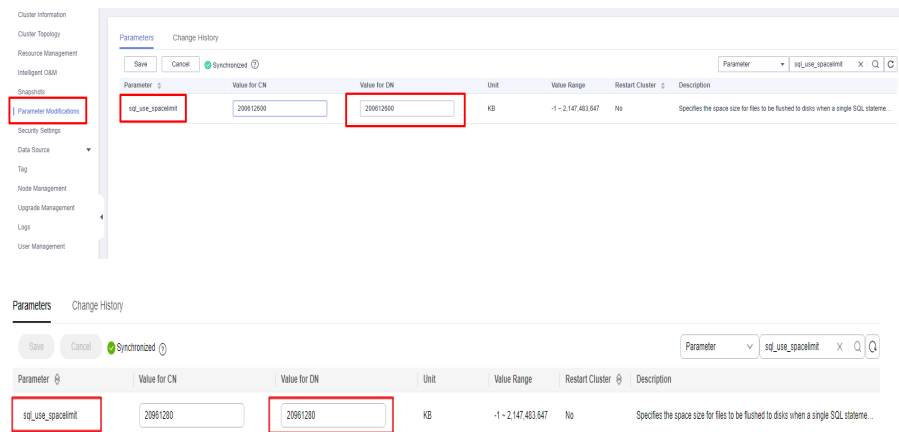 Cluster Information
Cluster Topology
Resource Management
Intelligent O&M
Snapshots
Parameter Modifications
Security Settings
Data Source
Tag
Node Management
Upgrade Management
Logs
User Management
Parameters Change History
Save Cancel Synchronized ? Parameter sql_use_spacelimit X C
Parameter Value for CN Value for DN Unit Value Range Restart Cluster Description
sql_use_spacelimit 200612600 200612600 KB -1 ~ 2,147,483,647 No Specifies the space size for files to be flushed to disks when a single SQL stateme...
Parameters Change History
Save Cancel Synchronized ? Parameter sql_use_spacelimit X
Parameter Value for CN Value for DN Unit Value Range Restart Cluster Description
sql_use_spacelimit 20961280 20961280 KB -1 ~ 2,147,483,647 No Specifies the space size for files to be flushed to disks when a single SQL stateme...